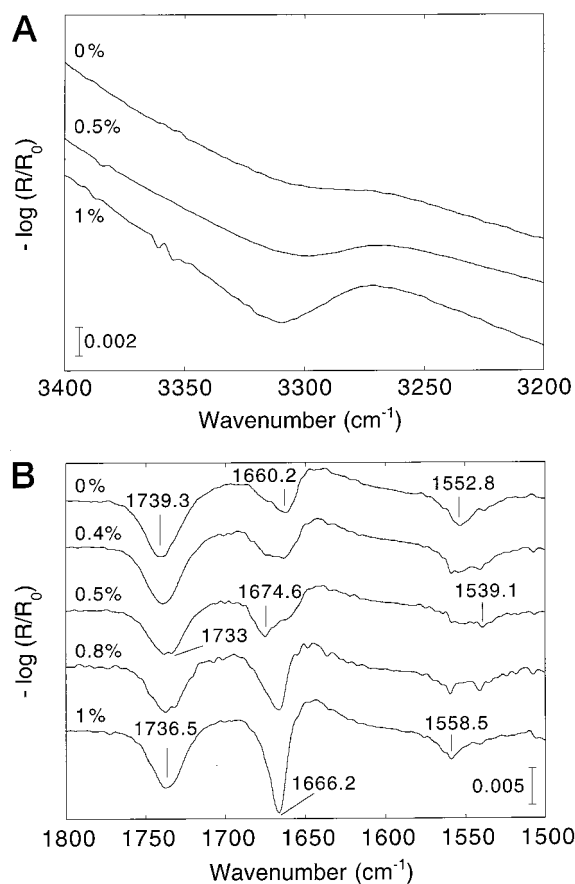 A
0%
0.5%
1%
- log (R/R0)
0.002
3400 3350 3300 3250 3200
Wavenumber (cm-1)
B
0%
1739.3
1660.2
1552.8
0.4%
0.5%
1674.6
1539.1
1733
0.8%
1%
1736.5
1558.5
1666.2
0.005
- log (R/R0)
1800 1750 1700 1650 1600 1550 1500
Wavenumber (cm-1)